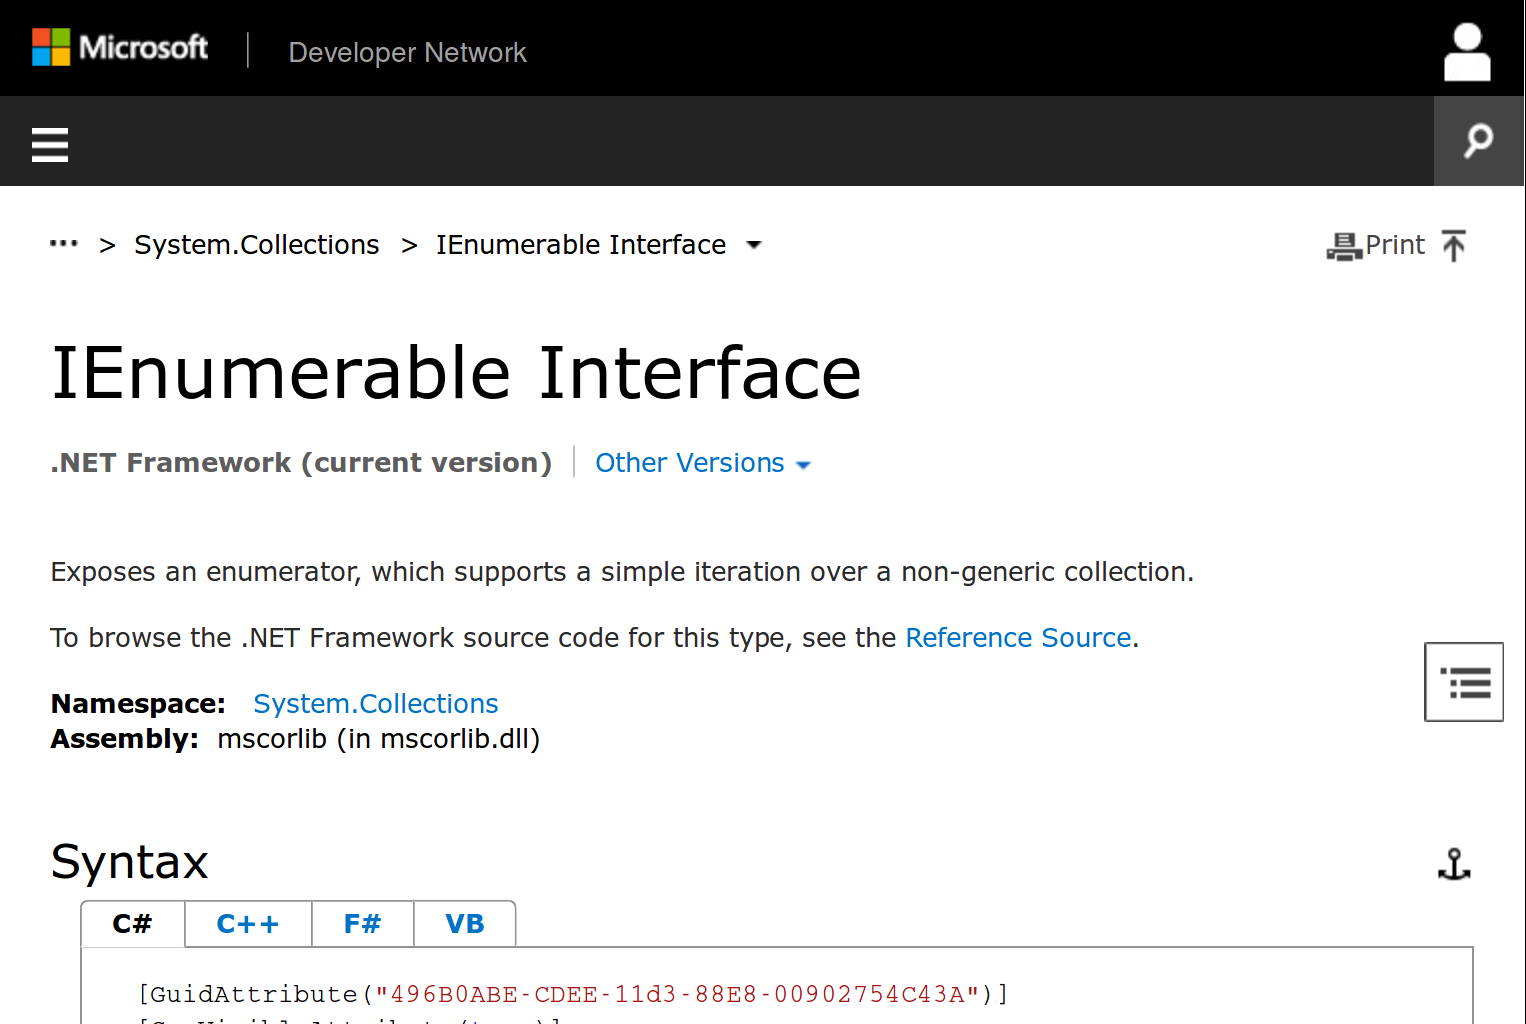 Microsoft | Developer Network
··· > System.Collections > IEnumerable Interface Print
IEnumerable Interface
.NET Framework (current version) Other Versions
Exposes an enumerator, which supports a simple iteration over a non-generic collection.
To browse the .NET Framework source code for this type, see the Reference Source.
Namespace: System.Collections
Assembly: mscorlib (in mscorlib.dll)
Syntax
C# C++ F# VB
[GuidAttribute("496B0ABE-CDEE-11d3-88E8-00902754C43A")]